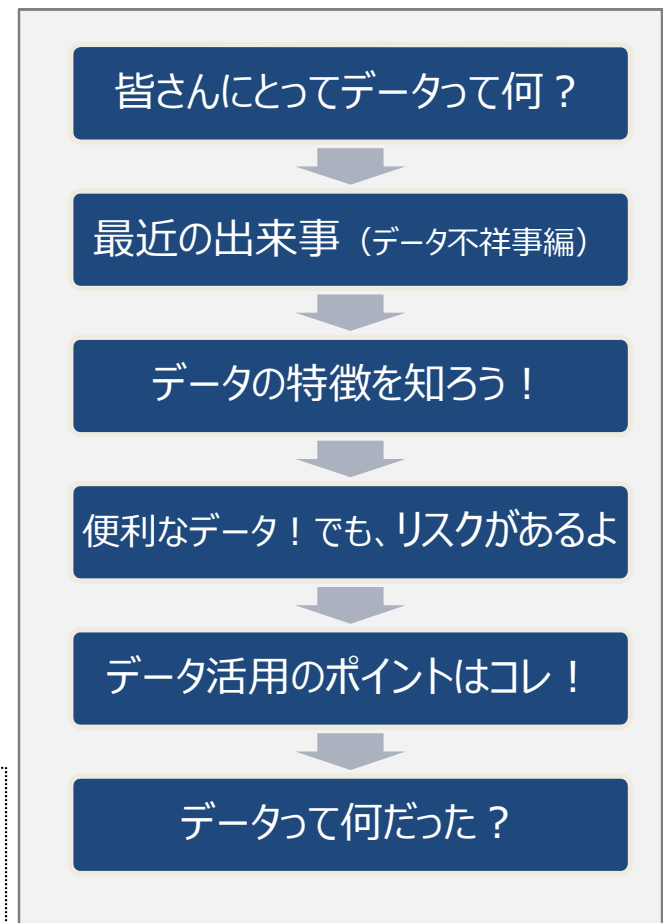 皆さんにとってデータって何？
最近の出来事（データ不祥事編）
データの特徴を知ろう！
便利なデータ！でも、リスクがあるよ
データ活用のポイントはコレ！
データって何だった？